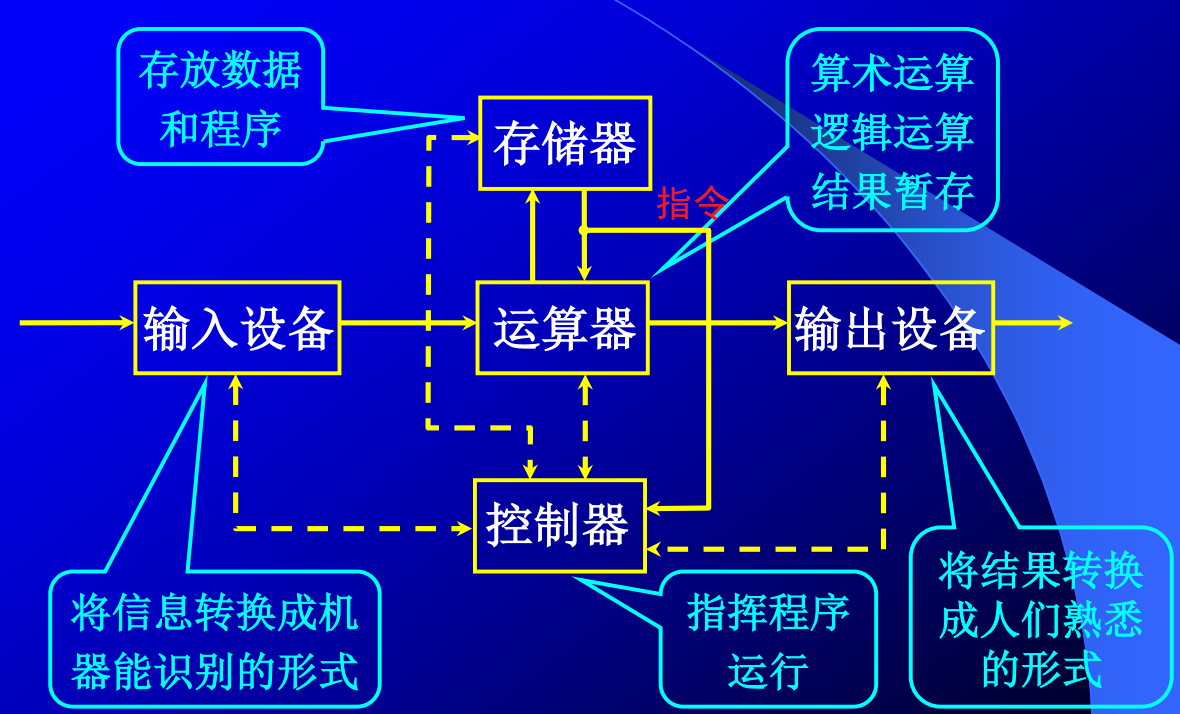 存放数据
和程序
算术运算
逻辑运算
结果暂存
存储器
指令
输入设备
运算器
输出设备
控制器
将信息转换成机
器能识别的形式
指挥程序
运行
将结果转换
成人们熟悉
的形式